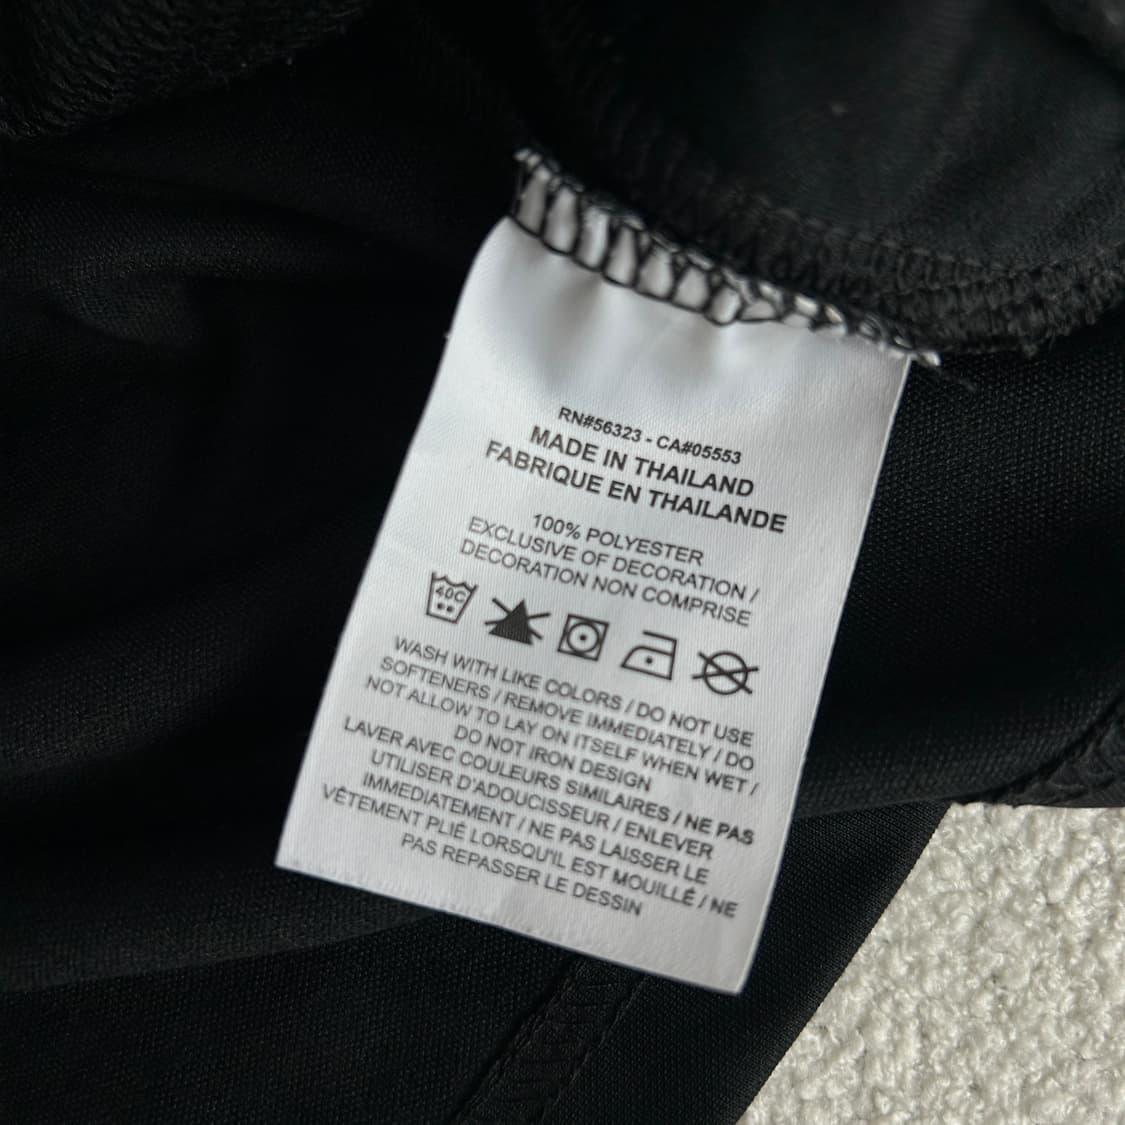 RN#56323 - CA#05553
MADE IN THAILAND
FABRIQUE EN THAILANDE
100% POLYESTER
EXCLUSIVE OF DECORATION /
DECORATION NON COMPRISE
40C
WASH WITH LIKE COLORS / DO NOT USE
SOFTENERS / REMOVE IMMEDIATELY / DO
NOT ALLOW TO LAY ON ITSELF WHEN WET /
DO NOT IRON DESIGN
LAVER AVEC COULEURS SIMILAIRES / NE PAS
UTILISER D'ADOUCISSEUR / ENLEVER
IMMEDIATEMENT / NE PAS LAISSER LE
VÊTEMENT PLIÉ LORSQU'IL EST MOUILLÉ / NE
PAS REPASSER LE DESSIN